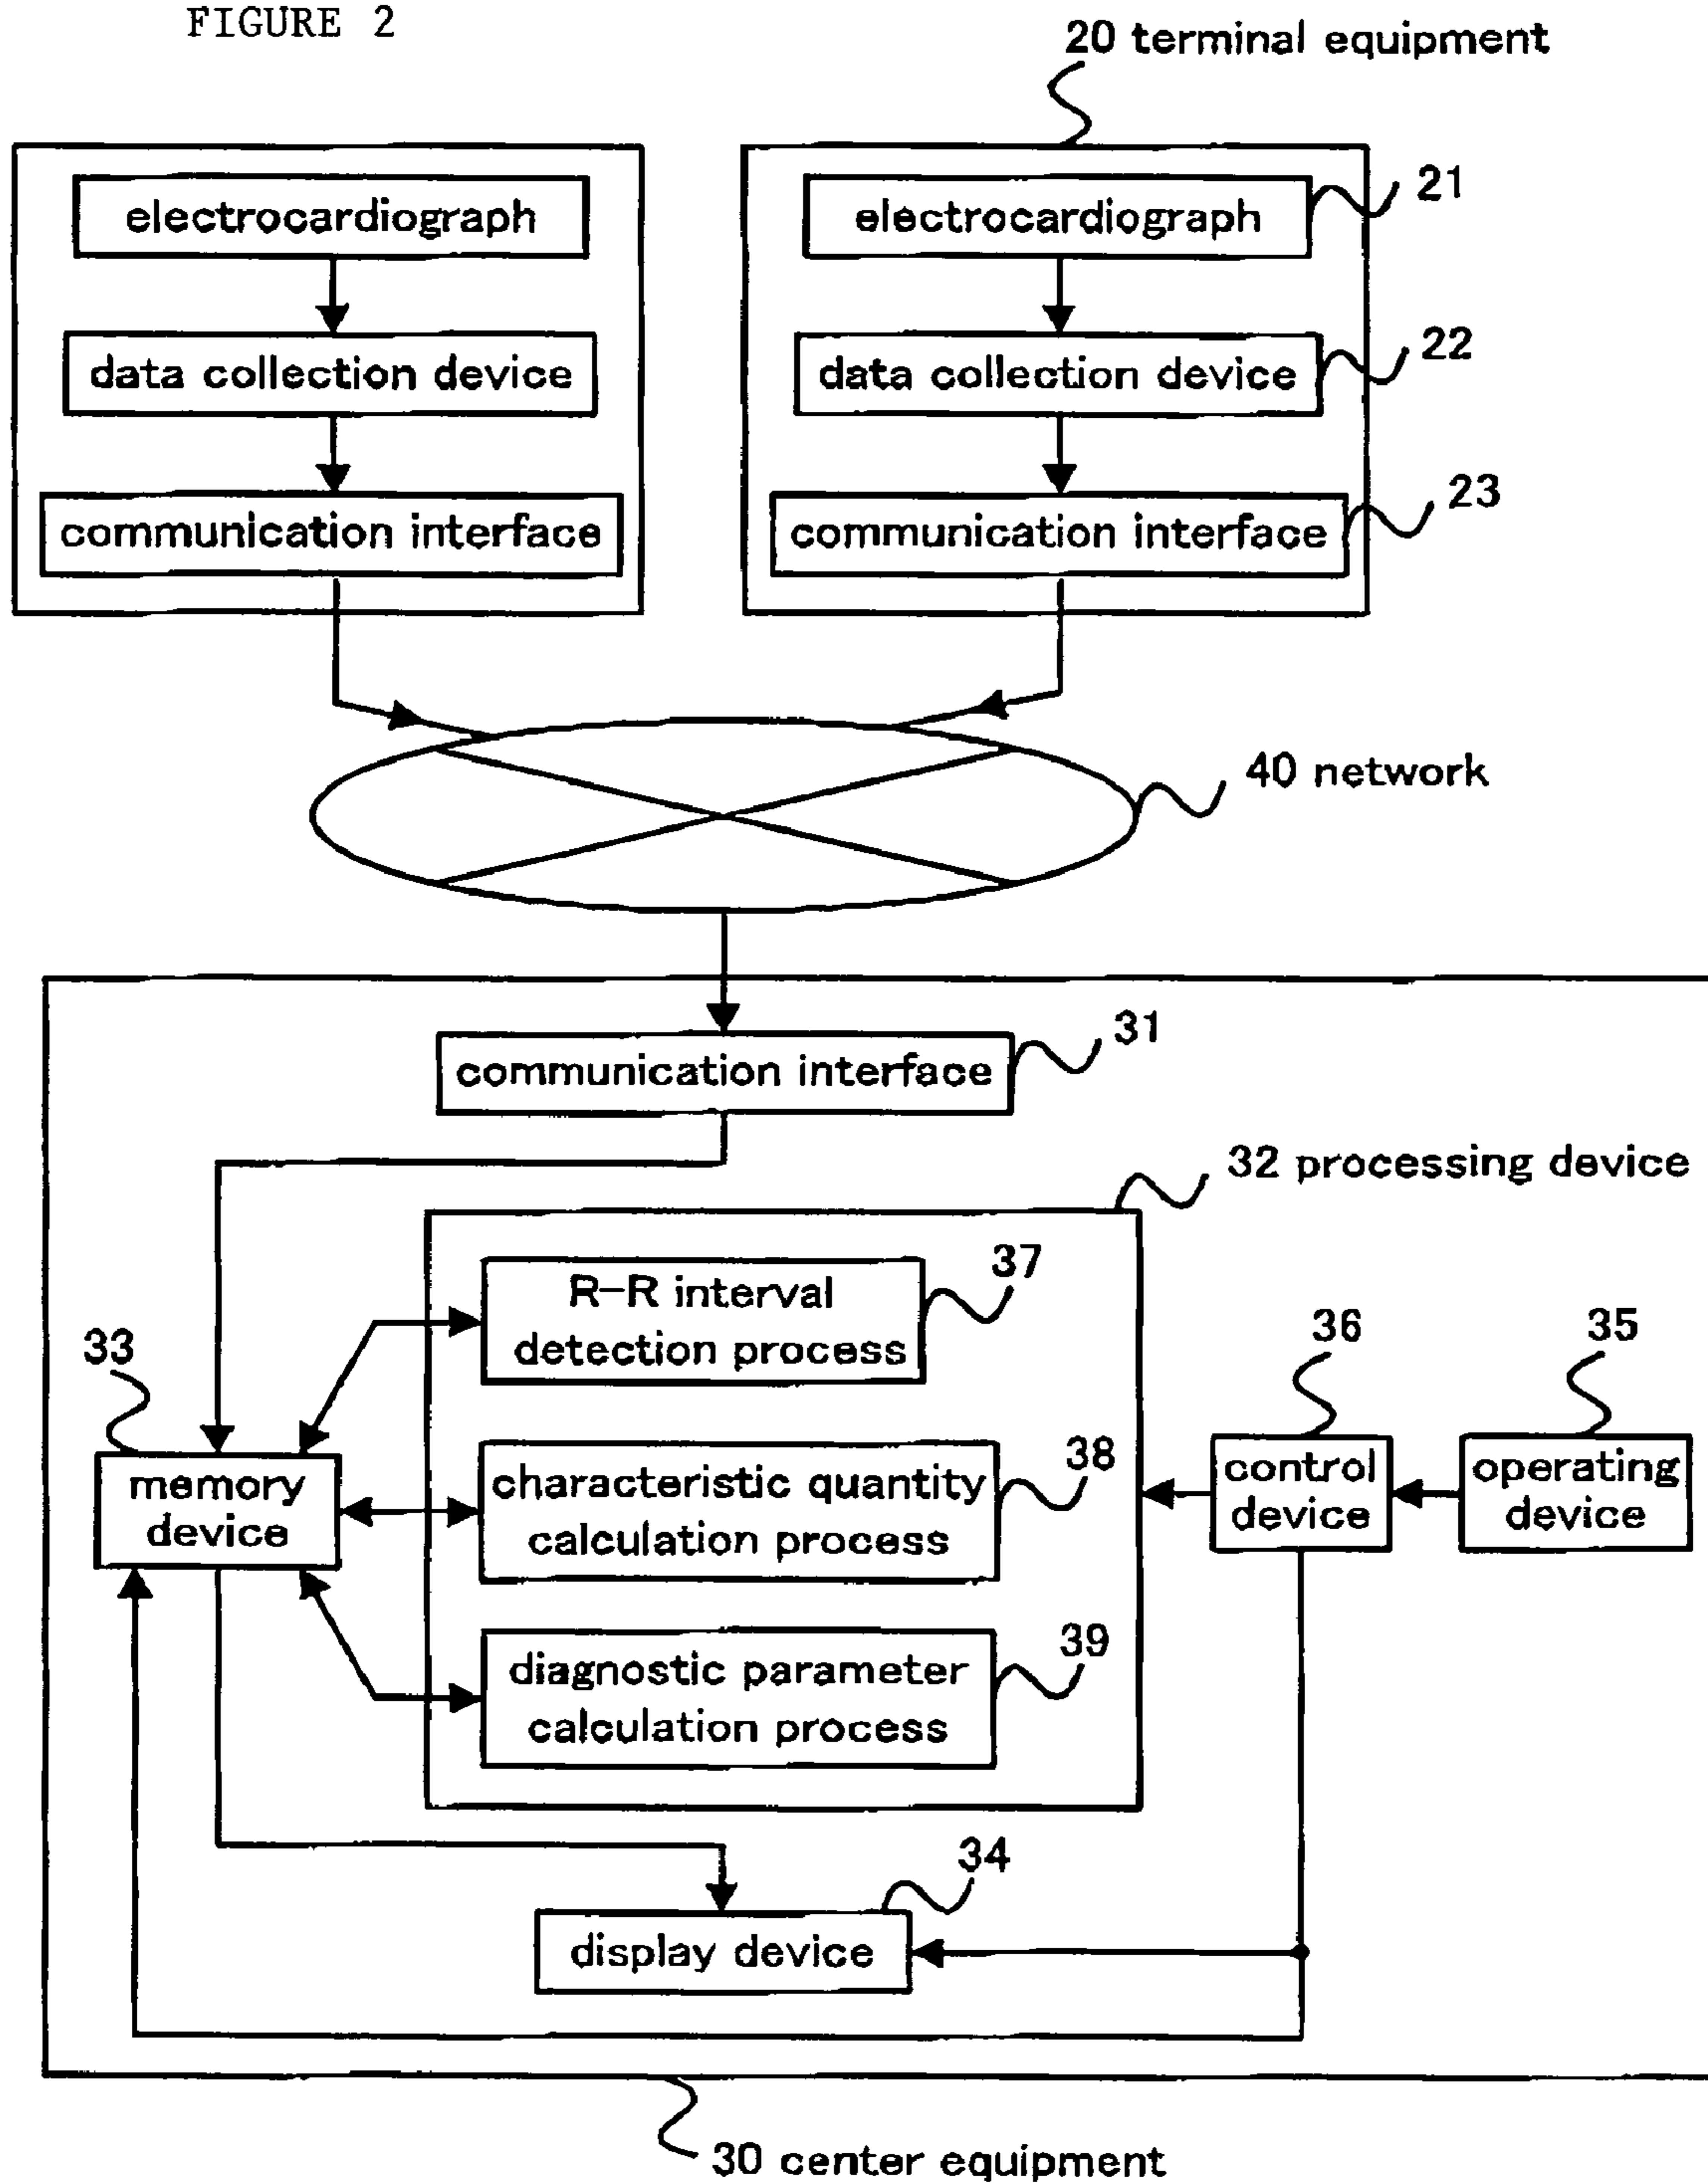 FIGURE 2
20 terminal equipment
electrocardiograph
data collection device
communication interface
electrocardiograph
21
data collection device
22
communication interface
23
40 network
31
communication interface
32 processing device
37
R-R interval
detection process
33
memory
device
38
characteristic quantity
calculation process
36
control
device
35
operating
device
39
diagnostic parameter
calculation process
34
display device
30 center equipment